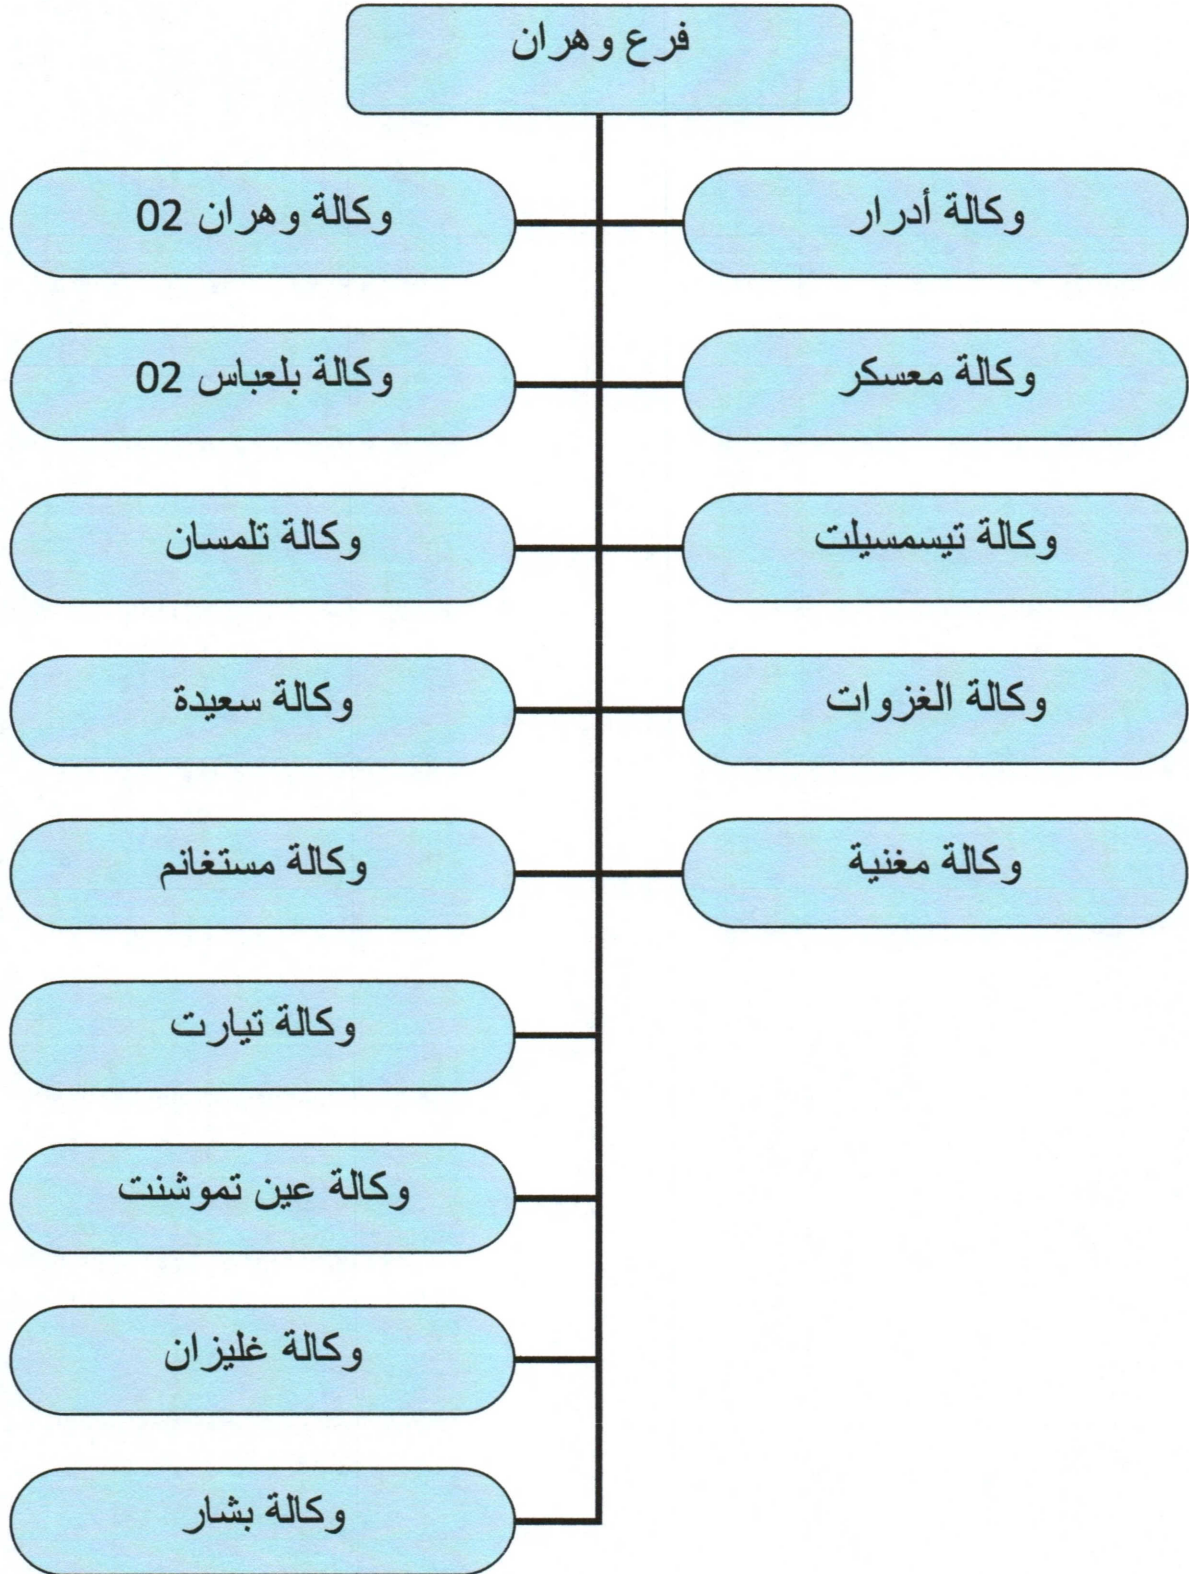 فرع وهران
وكالة أدرار
وكالة وهران 02
وكالة معسكر
وكالة بلعباس 02
وكالة تيسمسيلت
وكالة تلمسان
وكالة الغزوات
وكالة سعيدة
وكالة مغنية
وكالة مستغانم
وكالة تيارت
وكالة عين تموشنت
وكالة غليزان
وكالة بشار